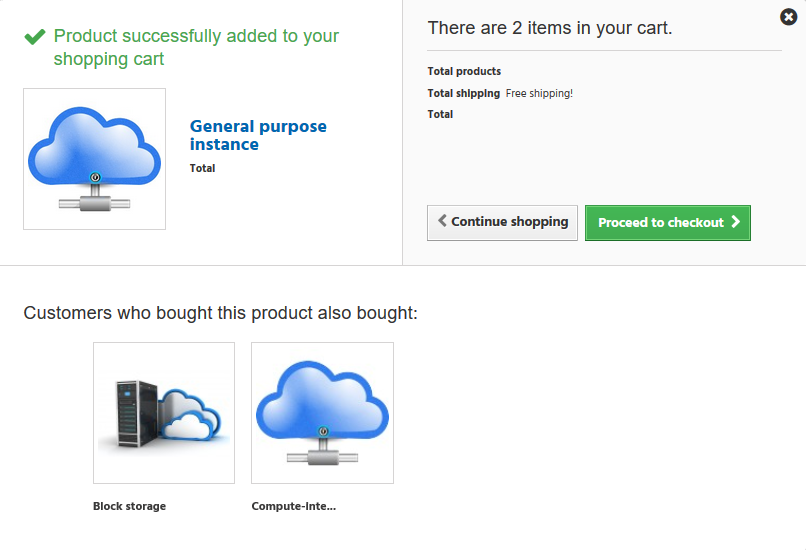 Product successfully added to your
shopping cart
General purpose
instance
Total
There are 2 items in your cart.
Total products
Total shipping Free shipping!
Total
Continue shopping
Proceed to checkout
Customers who bought this product also bought:
Block storage
Compute-Inte...